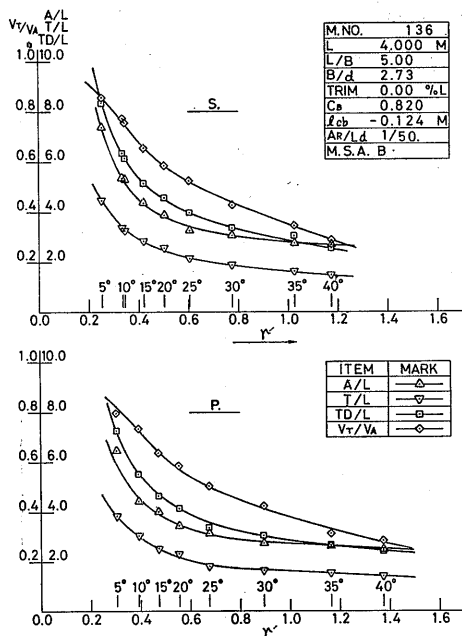 A/L
VT/VA T/L
TD/L
1.0 10.0
0.8 8.0
0.6 6.0
0.4 4.0
0.2 2.0
S.
5° 10° 15° 20° 25° 30° 35° 40°
0.0 0.2 0.4 0.6 0.8 1.0 1.2 1.4 1.6
r'
M.NO. 136
L 4.000 M
L/B 5.00
B/d 2.73
TRIM 0.00 %L
CB 0.820
lcb -0.124 M
AR/Ld 1/50.
M.S.A. B
1.0 10.0
0.8 8.0
0.6 6.0
0.4 4.0
0.2 2.0
P.
ITEM MARK
A/L
T/L
TD/L
VT/VA
5° 10° 15° 20° 25° 30° 35° 40°
0.0 0.2 0.4 0.6 0.8 1.0 1.2 1.4 1.6
r'